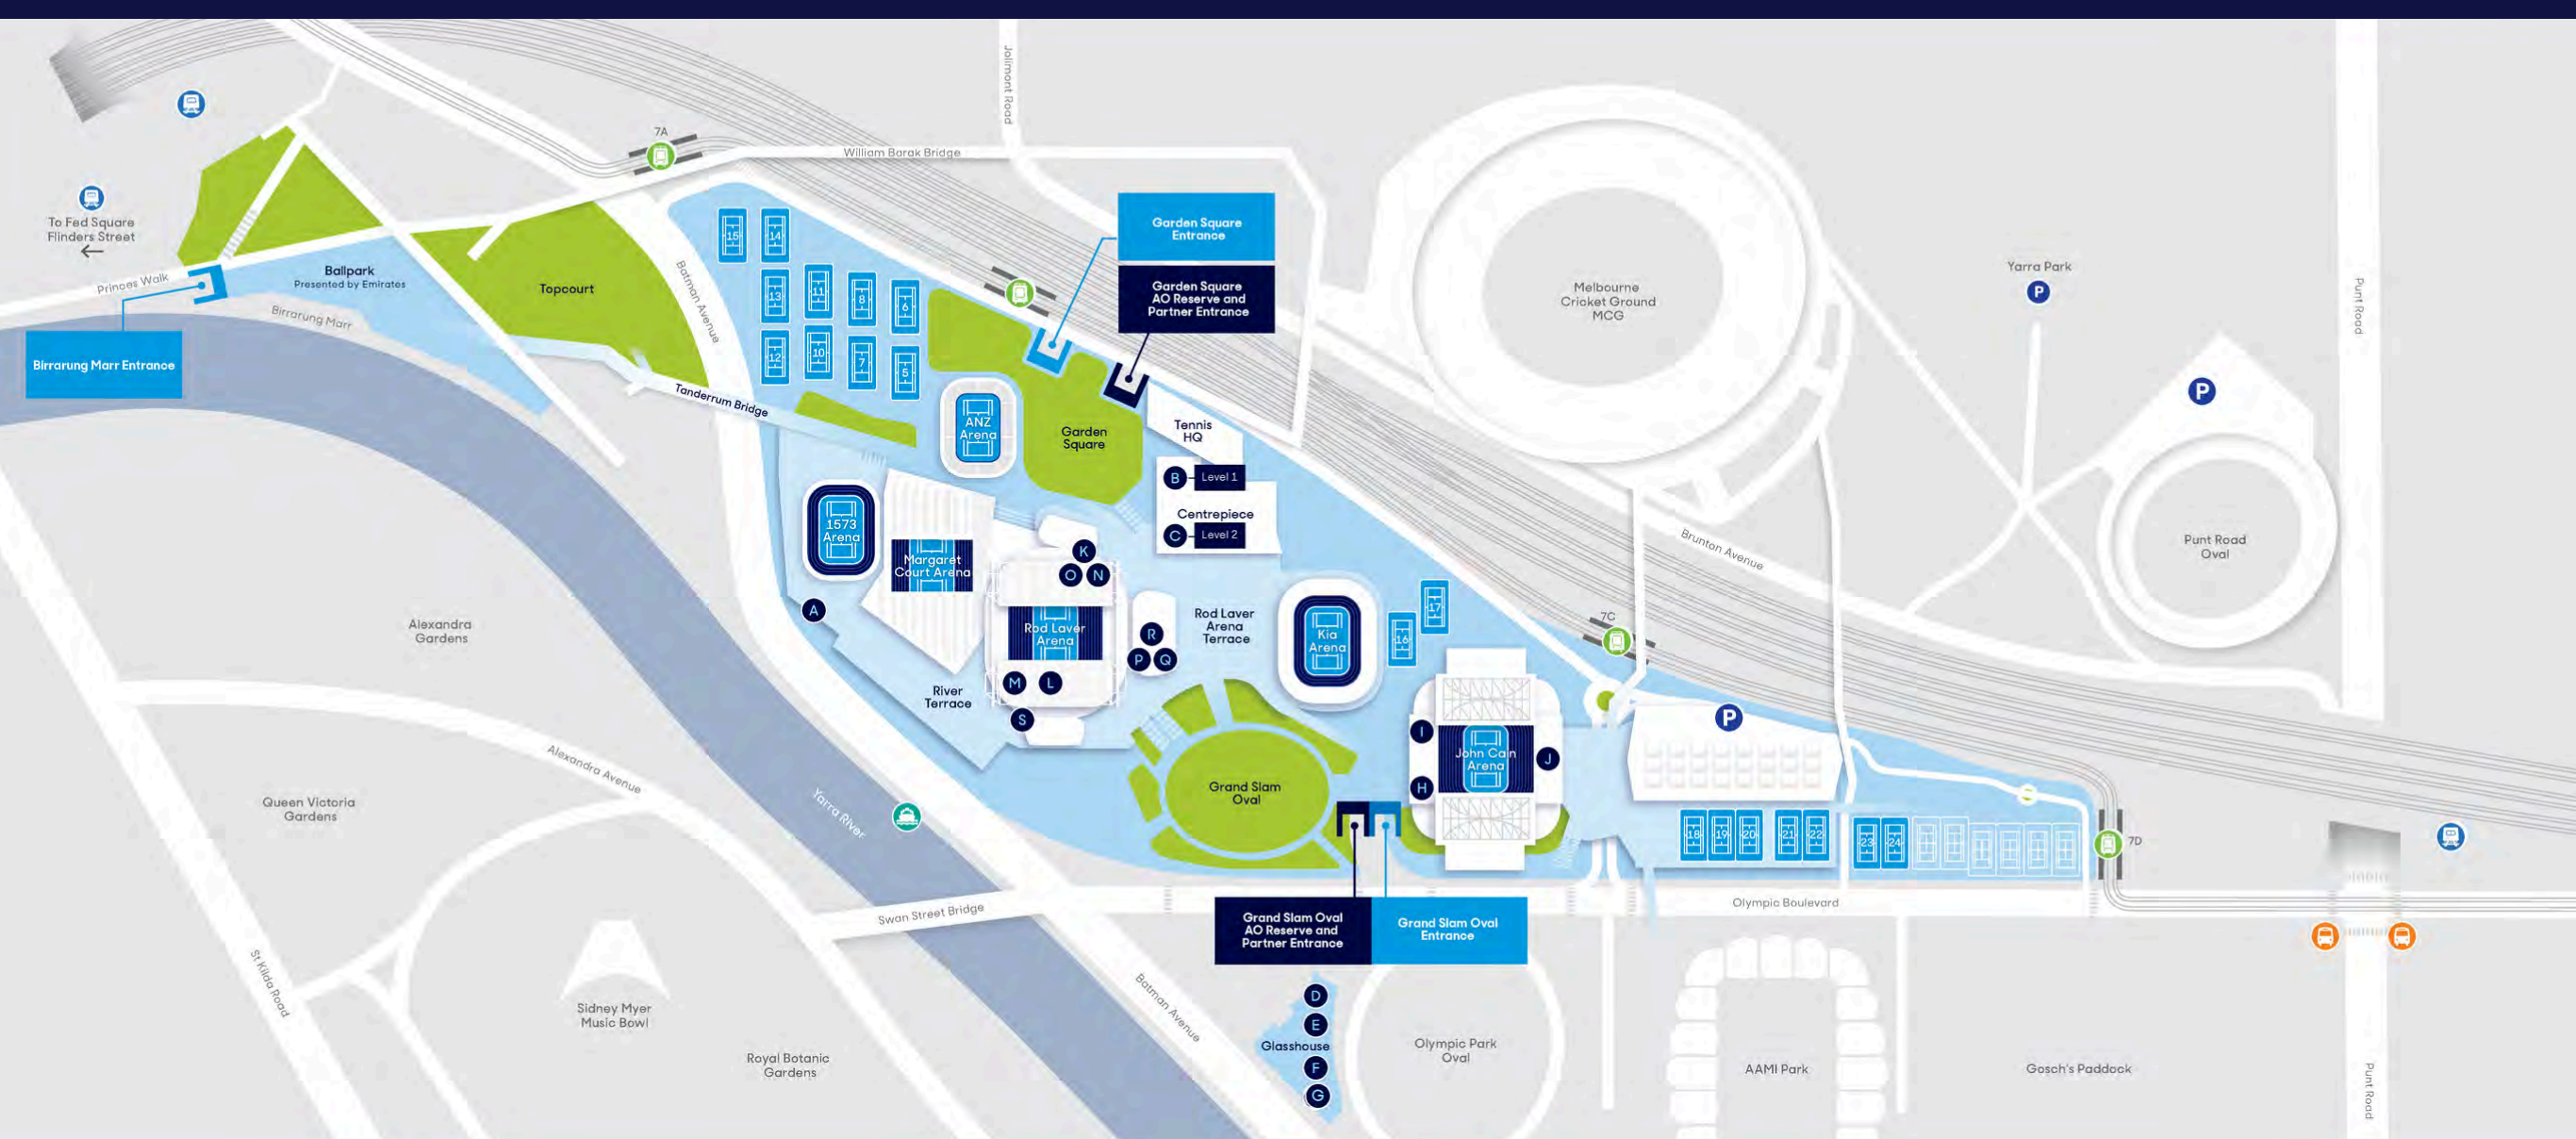 Jolimont Road
7A
William Barak Bridge
To Fed Square
Flinders Street
Princes Walk
Birrarung Marr
Birrarung Marr Entrance
Ballpark
Presented by Emirates
Topcourt
Batman Avenue
Tanderrum Bridge
15
14
13
11
8
6
12
10
7
5
Garden Square
Entrance
Garden Square
AO Reserve and
Partner Entrance
ANZ
Arena
Garden
Square
Tennis
HQ
B
Level 1
Centrepiece
C
Level 2
1573
Arena
Margaret
Court Arena
A
K
O
N
Rod Laver
Arena
M
L
S
R
P
Q
Rod Laver
Arena
Terrace
River
Terrace
Kia
Arena
16
17
Melbourne
Cricket Ground
MCG
Yarra Park
P
P
Punt Road
Punt Road
Oval
Brunton Avenue
7C
I
H
John Cain
Arena
J
P
Grand Slam
Oval
18
19
20
21
22
23
24
7D
Olympic Boulevard
Grand Slam Oval
AO Reserve and
Partner Entrance
Grand Slam Oval
Entrance
Alexandra
Gardens
Queen Victoria
Gardens
Alexandra Avenue
Yarra River
Swan Street Bridge
St Kilda Road
Sidney Myer
Music Bowl
Royal Botanic
Gardens
Batman Avenue
D
E
Glasshouse
F
G
Olympic Park
Oval
AAMI Park
Gosch's Paddock
Punt Road